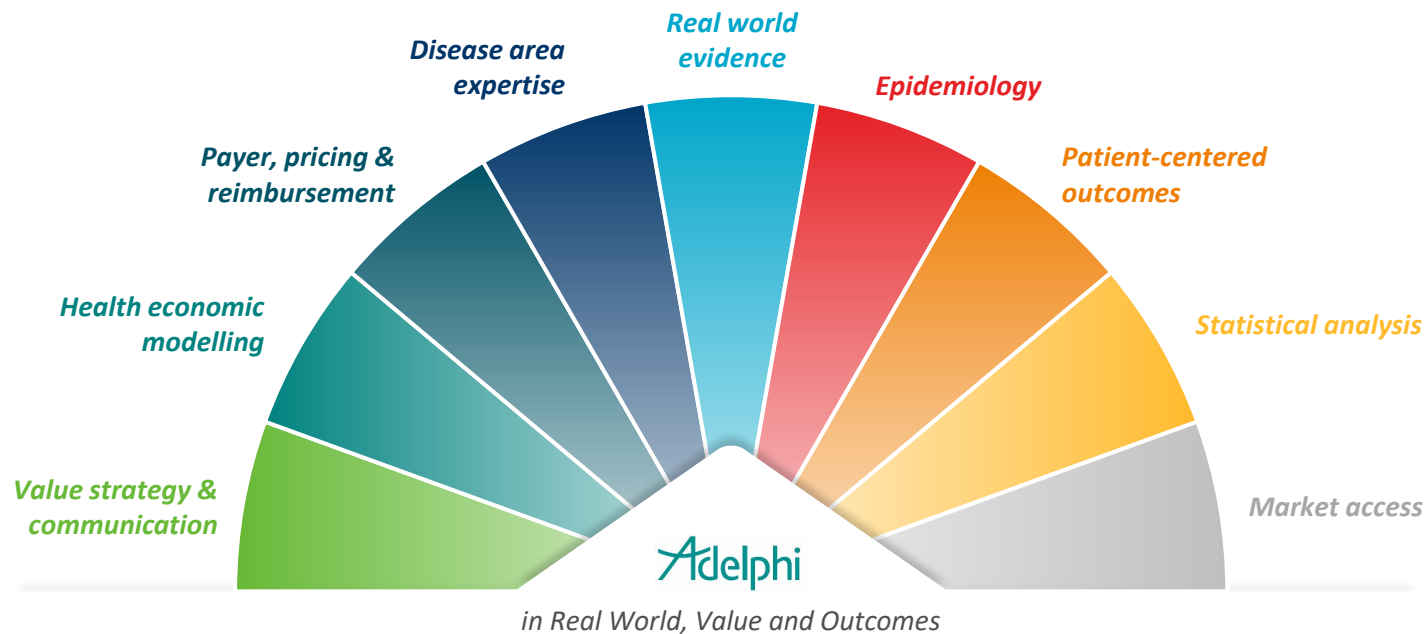 Real world
evidence
Disease area
expertise
Epidemiology
Payer, pricing &
reimbursement
Patient-centered
outcomes
Health economic
modelling
Statistical analysis
Value strategy &
communication
Market access
Adelphi
in Real World, Value and Outcomes